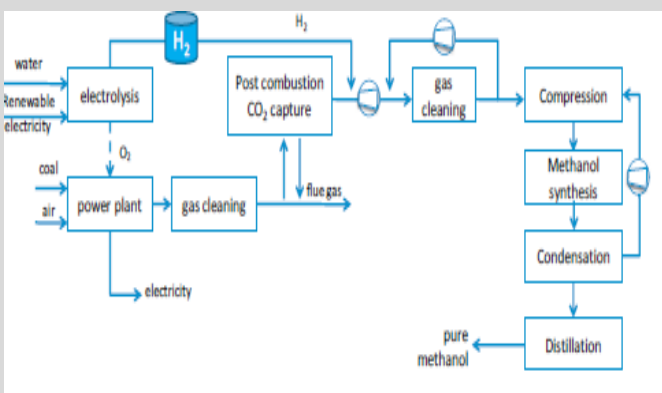 H₂
H₂
water
electrolysis
Renewable
electricity
Post combustion
CO₂ capture
gas
cleaning
Compression
O₂
coal
air
power plant
gas cleaning
flue gas
Methanol
synthesis
electricity
Condensation
pure
methanol
Distillation